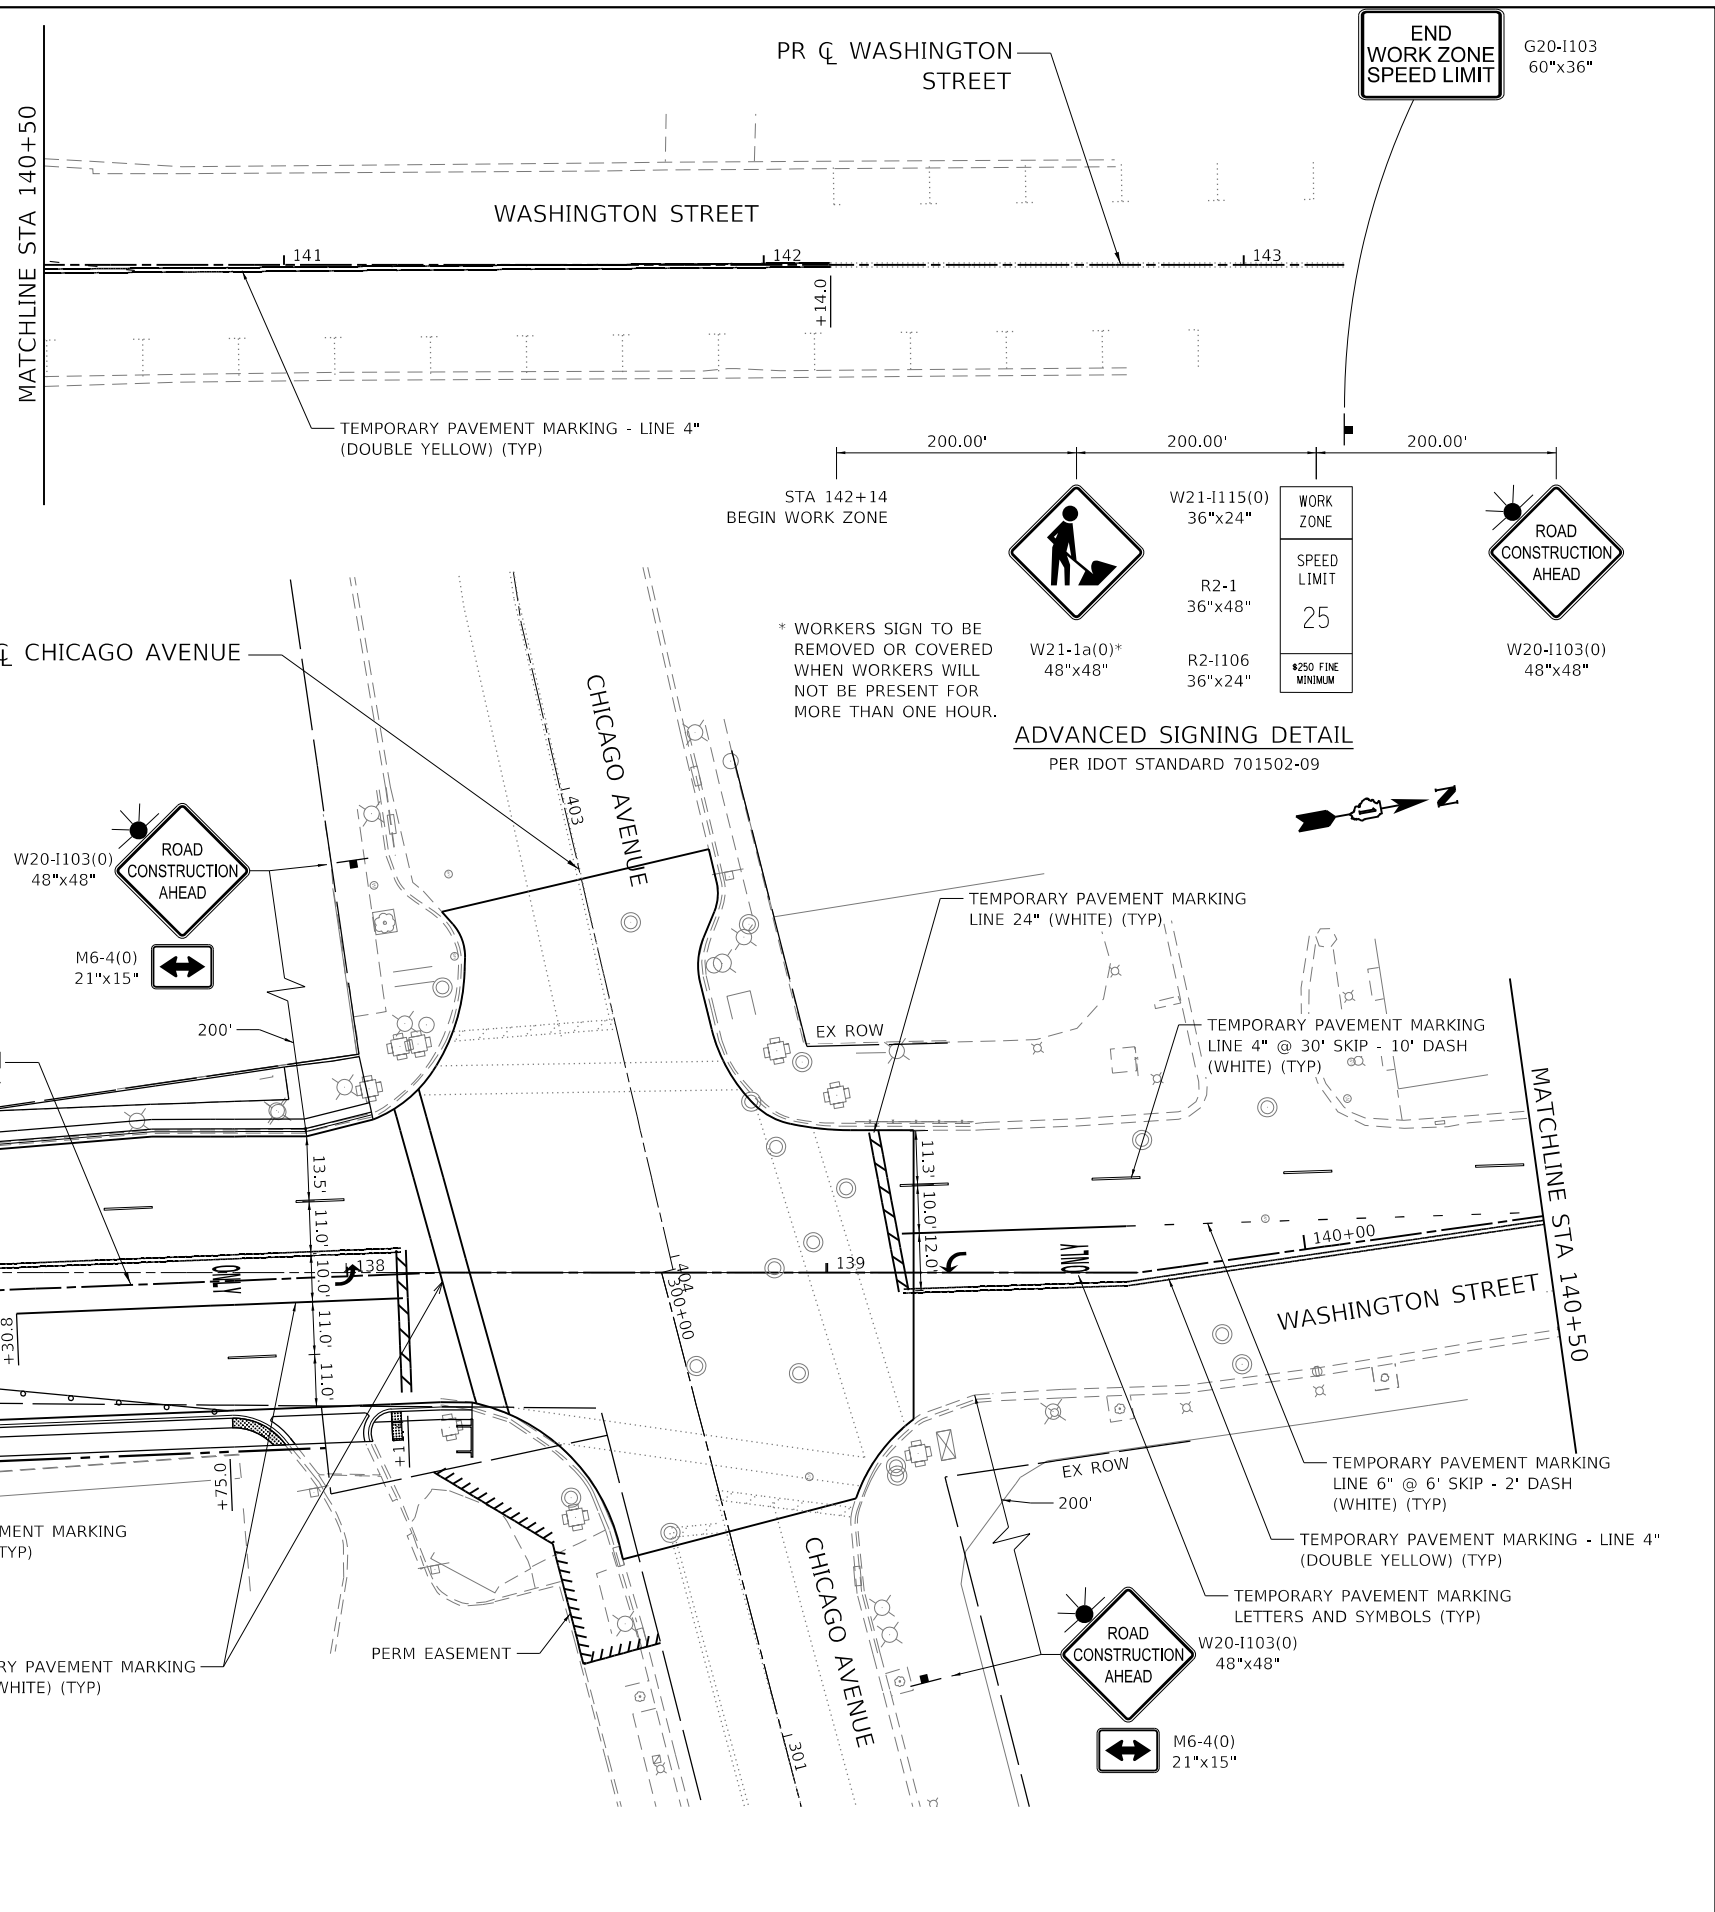 PR ℄ WASHINGTON
STREET
END
WORK ZONE
SPEED LIMIT
G20-I103
60"x36"
MATCHLINE STA 140+50
WASHINGTON STREET
141
142
143
+14.0
TEMPORARY PAVEMENT MARKING - LINE 4"
(DOUBLE YELLOW) (TYP)
200.00'
200.00'
200.00'
STA 142+14
BEGIN WORK ZONE
W21-I115(0)
36"x24"
WORK
ZONE
SPEED
LIMIT
25
R2-1
36"x48"
R2-I106
36"x24"
$250 FINE
MINIMUM
W21-1a(0)*
48"x48"
ROAD
CONSTRUCTION
AHEAD
W20-I103(0)
48"x48"
* WORKERS SIGN TO BE
REMOVED OR COVERED
WHEN WORKERS WILL
NOT BE PRESENT FOR
MORE THAN ONE HOUR.
ADVANCED SIGNING DETAIL
PER IDOT STANDARD 701502-09
N
℄ CHICAGO AVENUE
CHICAGO AVENUE
403
W20-I103(0)
48"x48"
ROAD
CONSTRUCTION
AHEAD
M6-4(0)
21"x15"
200'
TEMPORARY PAVEMENT MARKING
LINE 24" (WHITE) (TYP)
EX ROW
TEMPORARY PAVEMENT MARKING
LINE 4" @ 30' SKIP - 10' DASH
(WHITE) (TYP)
MATCHLINE STA 140+50
13.5'
11.0'
10.0'
11.0'
11.0'
11.3'
10.0'
12.0'
ONLY
138
404
300+00
139
ONLY
140+00
WASHINGTON STREET
+30.8
+75.0
EX ROW
200'
TEMPORARY PAVEMENT MARKING
LINE 6" @ 6' SKIP - 2' DASH
(WHITE) (TYP)
TEMPORARY PAVEMENT MARKING - LINE 4"
(DOUBLE YELLOW) (TYP)
TEMPORARY PAVEMENT MARKING
LETTERS AND SYMBOLS (TYP)
EMENT MARKING
TYP)
RY PAVEMENT MARKING
WHITE) (TYP)
PERM EASEMENT
CHICAGO AVENUE
301
ROAD
CONSTRUCTION
AHEAD
W20-I103(0)
48"x48"
M6-4(0)
21"x15"